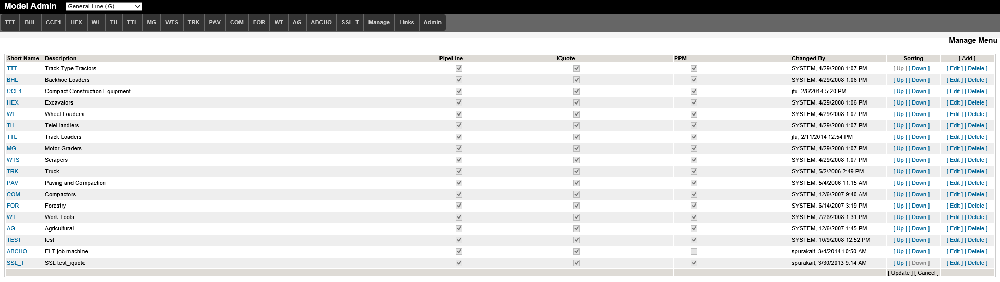 Model Admin General Line (G)
TTT BHL CCE1 HEX WL TH TTL MG WTS TRK PAV COM FOR WT AG ABCHO SSL_T Manage Links Admin
Manage Menu
Short Name Description PipeLine iQuote PPM Changed By Sorting [ Add ]
TTT Track Type Tractors SYSTEM, 4/29/2008 1:07 PM [ Up ] [ Down ] [ Edit ] [ Delete ]
BHL Backhoe Loaders SYSTEM, 4/29/2008 1:06 PM [ Up ] [ Down ] [ Edit ] [ Delete ]
CCE1 Compact Construction Equipment jfu, 2/6/2014 5:20 PM [ Up ] [ Down ] [ Edit ] [ Delete ]
HEX Excavators SYSTEM, 4/29/2008 1:06 PM [ Up ] [ Down ] [ Edit ] [ Delete ]
WL Wheel Loaders SYSTEM, 4/29/2008 1:07 PM [ Up ] [ Down ] [ Edit ] [ Delete ]
TH TeleHandlers SYSTEM, 4/29/2008 1:07 PM [ Up ] [ Down ] [ Edit ] [ Delete ]
TTL Track Loaders jfu, 2/11/2014 12:54 PM [ Up ] [ Down ] [ Edit ] [ Delete ]
MG Motor Graders SYSTEM, 4/29/2008 1:07 PM [ Up ] [ Down ] [ Edit ] [ Delete ]
WTS Scrapers SYSTEM, 4/29/2008 1:07 PM [ Up ] [ Down ] [ Edit ] [ Delete ]
TRK Truck SYSTEM, 5/2/2006 2:49 PM [ Up ] [ Down ] [ Edit ] [ Delete ]
PAV Paving and Compaction SYSTEM, 5/4/2006 11:15 AM [ Up ] [ Down ] [ Edit ] [ Delete ]
COM Compactors SYSTEM, 12/6/2007 9:40 AM [ Up ] [ Down ] [ Edit ] [ Delete ]
FOR Forestry SYSTEM, 6/14/2007 3:19 PM [ Up ] [ Down ] [ Edit ] [ Delete ]
WT Work Tools SYSTEM, 7/28/2008 1:31 PM [ Up ] [ Down ] [ Edit ] [ Delete ]
AG Agricultural SYSTEM, 12/6/2007 1:45 PM [ Up ] [ Down ] [ Edit ] [ Delete ]
TEST test SYSTEM, 10/9/2008 12:52 PM [ Up ] [ Down ] [ Edit ] [ Delete ]
ABCHO ELT job machine spurakait, 3/4/2014 10:50 AM [ Up ] [ Down ] [ Edit ] [ Delete ]
SSL_T SSL test_iquote spurakait, 3/30/2013 9:14 AM [ Up ] [ Down ] [ Edit ] [ Delete ]
[ Update ] [ Cancel ]